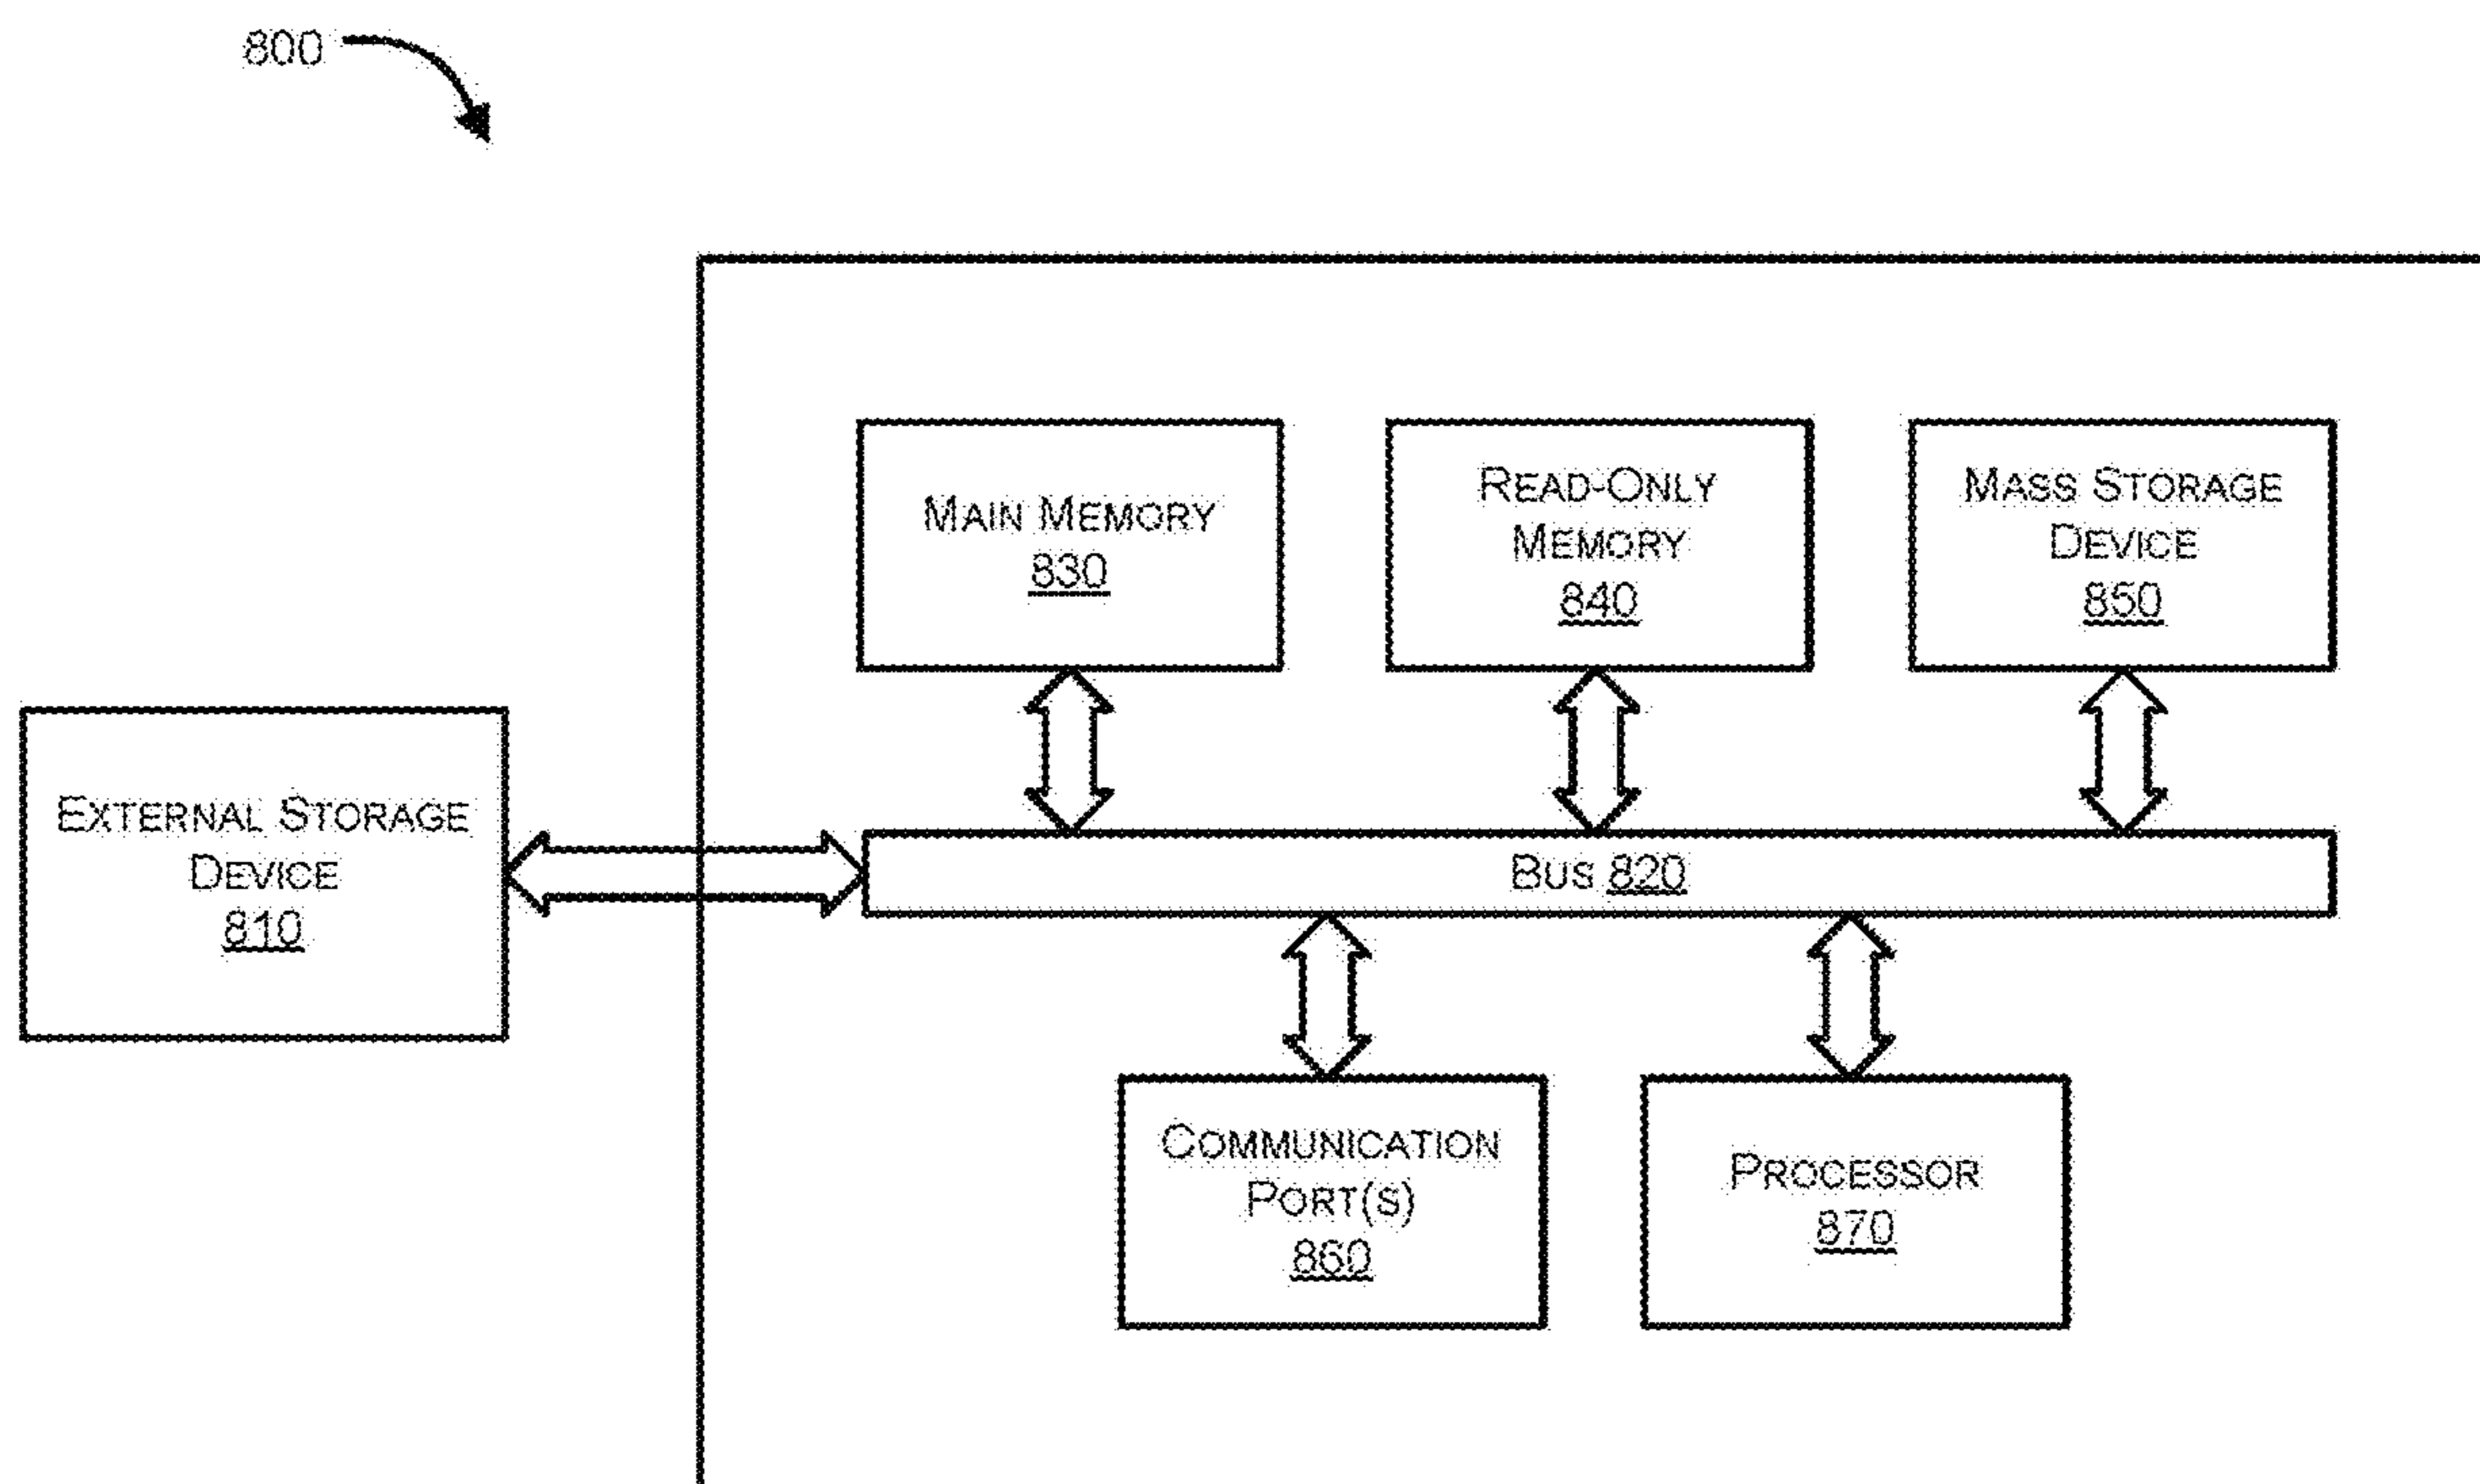 800
MAIN MEMORY
830
READ-ONLY
MEMORY
840
MASS STORAGE
DEVICE
850
EXTERNAL STORAGE
DEVICE
810
BUS 820
COMMUNICATION
PORT(S)
860
PROCESSOR
870